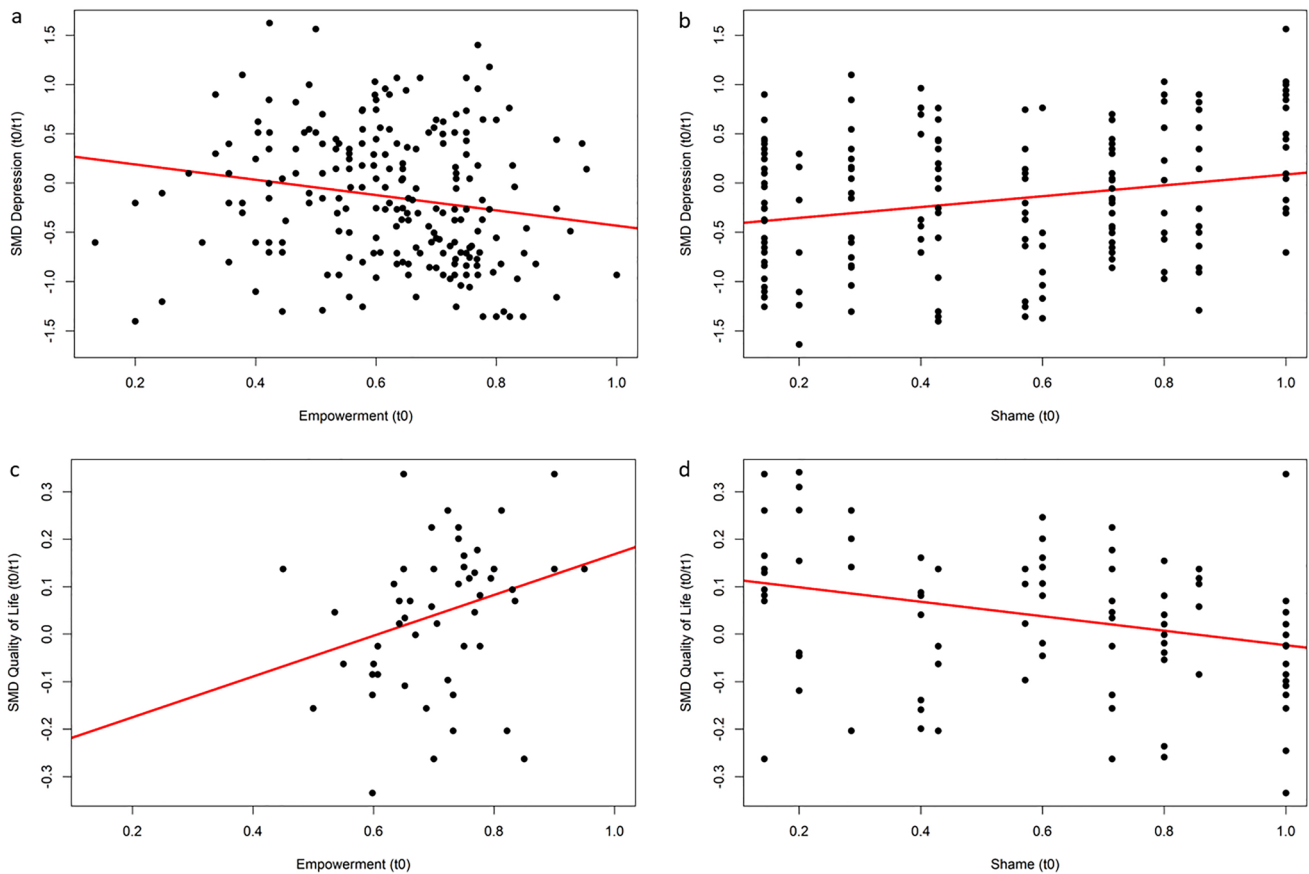 a
SMD Depression (t0/t1)
1.5
1.0
0.5
0.0
-0.5
-1.0
-1.5
0.2 0.4 0.6 0.8 1.0
Empowerment (t0)
b
SMD Depression (t0/t1)
1.5
1.0
0.5
0.0
-0.5
-1.0
-1.5
0.2 0.4 0.6 0.8 1.0
Shame (t0)
c
SMD Quality of Life (t0/t1)
0.3
0.2
0.1
0.0
-0.1
-0.2
-0.3
0.2 0.4 0.6 0.8 1.0
Empowerment (t0)
d
SMD Quality of Life (t0/t1)
0.3
0.2
0.1
0.0
-0.1
-0.2
-0.3
0.2 0.4 0.6 0.8 1.0
Shame (t0)